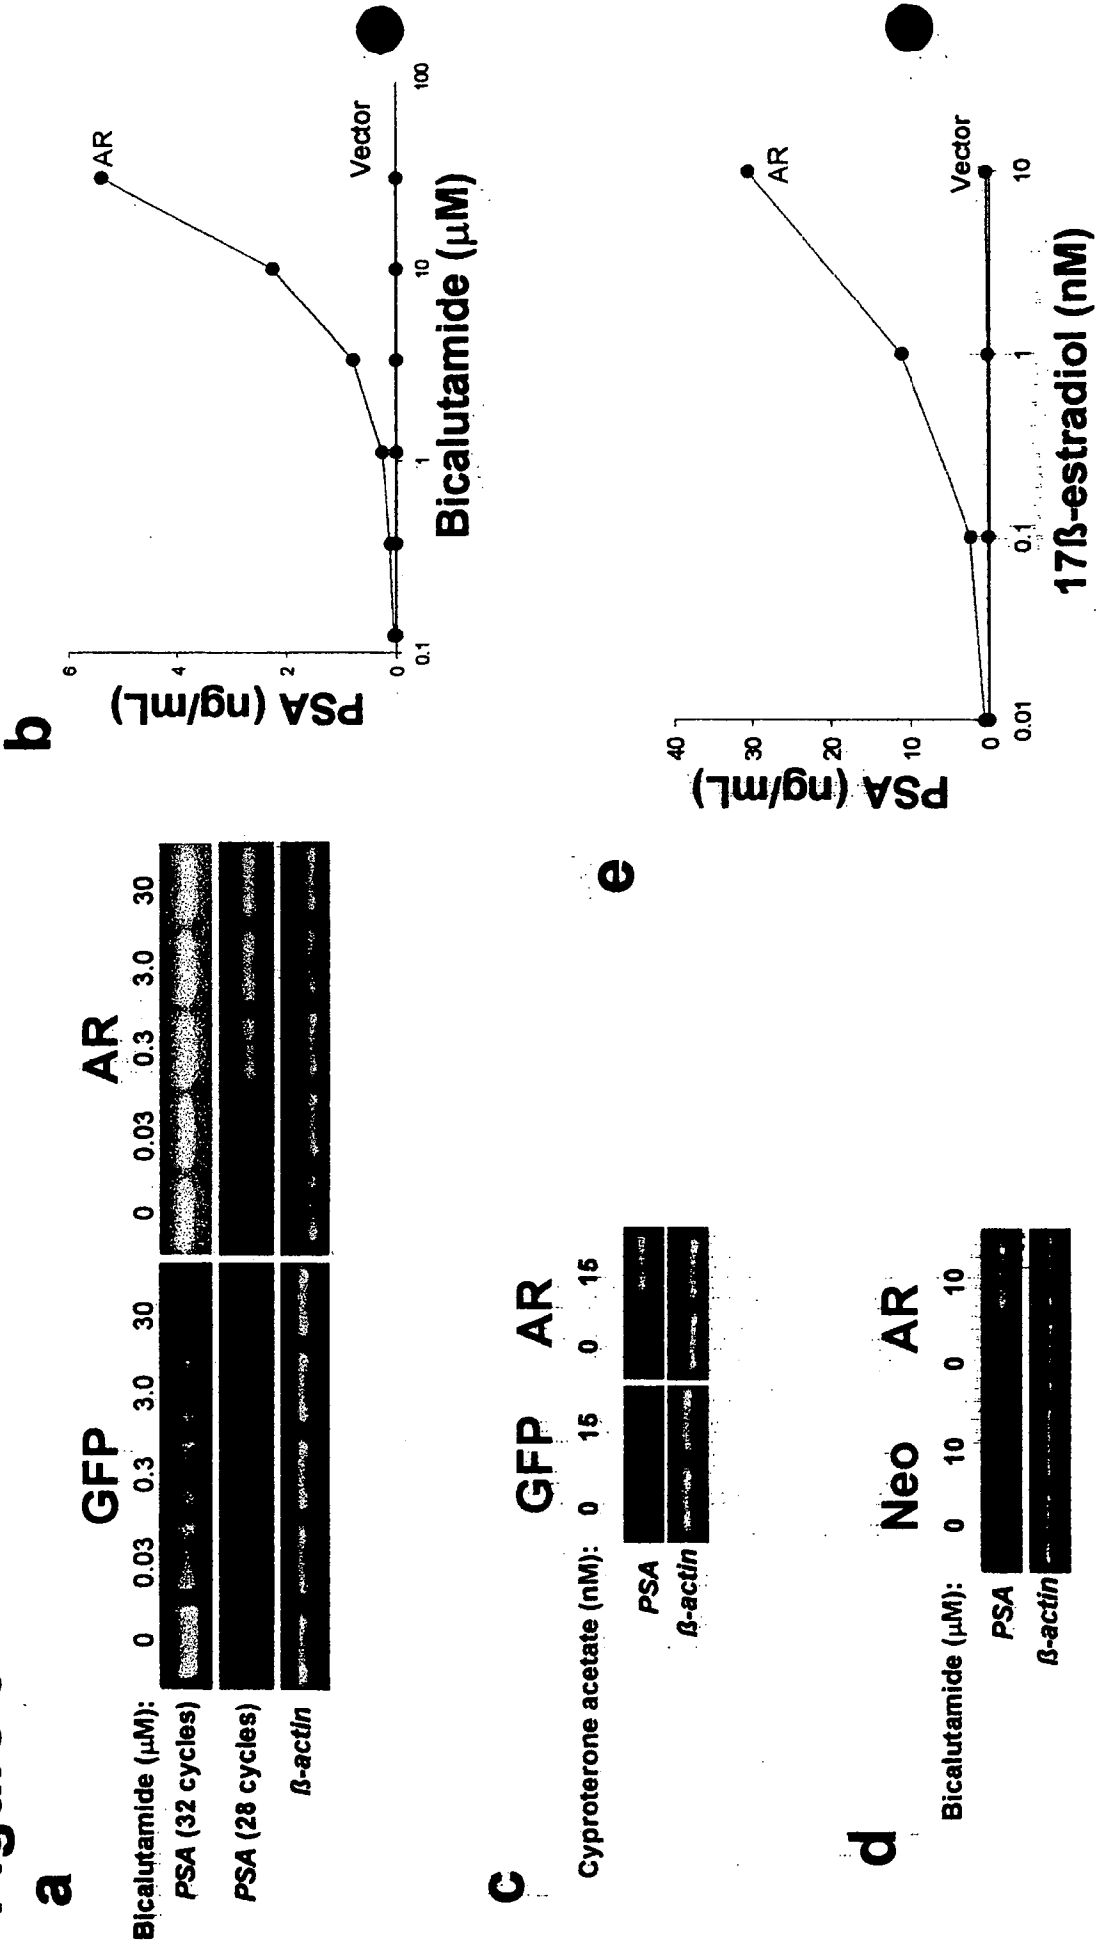 a
GFP AR
Bicalutamide (μM): 0 0.03 0.3 3.0 30 0 0.03 0.3 3.0 30
PSA (32 cycles)
PSA (28 cycles)
ß-actin
b
PSA (ng/mL)
6
4
2
0
0.1 1 10 100
AR
Vector
Bicalutamide (μM)
c
GFP AR
Cyproterone acetate (nM): 0 15 0 15
PSA
ß-actin
d
Neo AR
Bicalutamide (μM): 0 10 0 10
PSA
ß-actin
e
PSA (ng/mL)
40
30
20
10
0
0.01 0.1 1 10
AR
Vector
17ß-estradiol (nM)